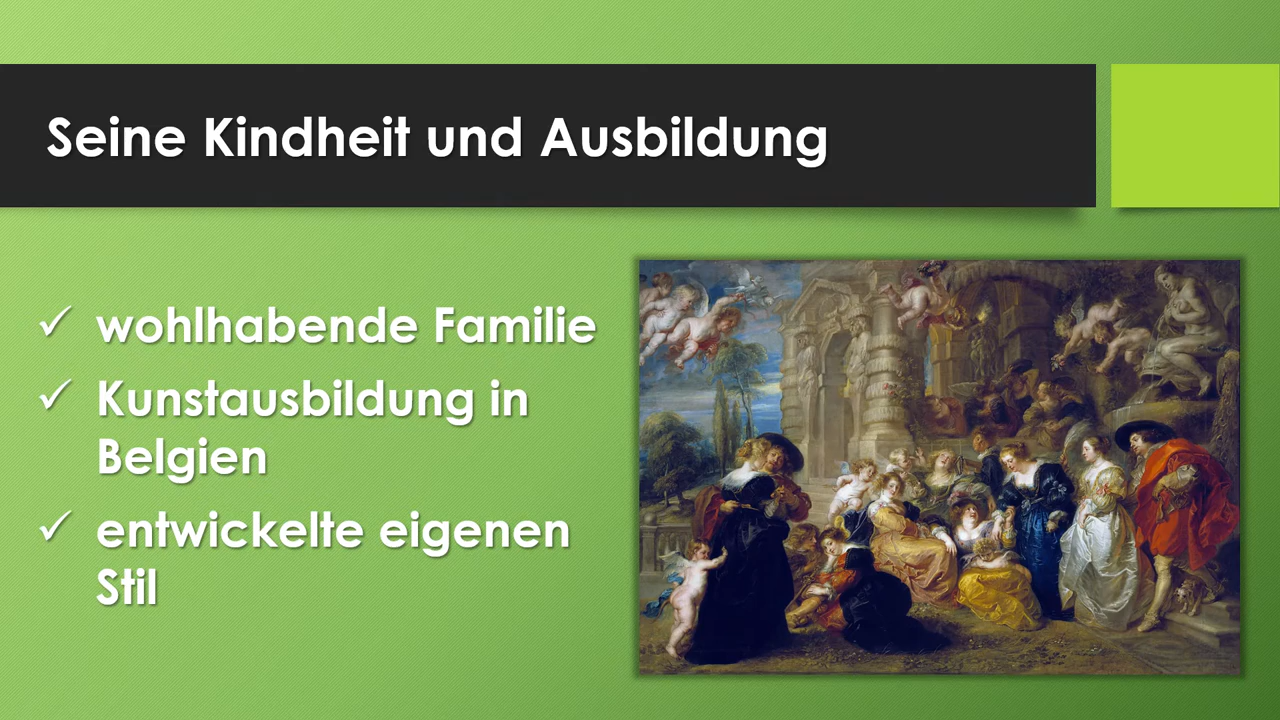 Seine Kindheit und Ausbildung
✓ wohlhabende Familie
✓ Kunstausbildung in
Belgien
✓ entwickelte eigenen
Stil